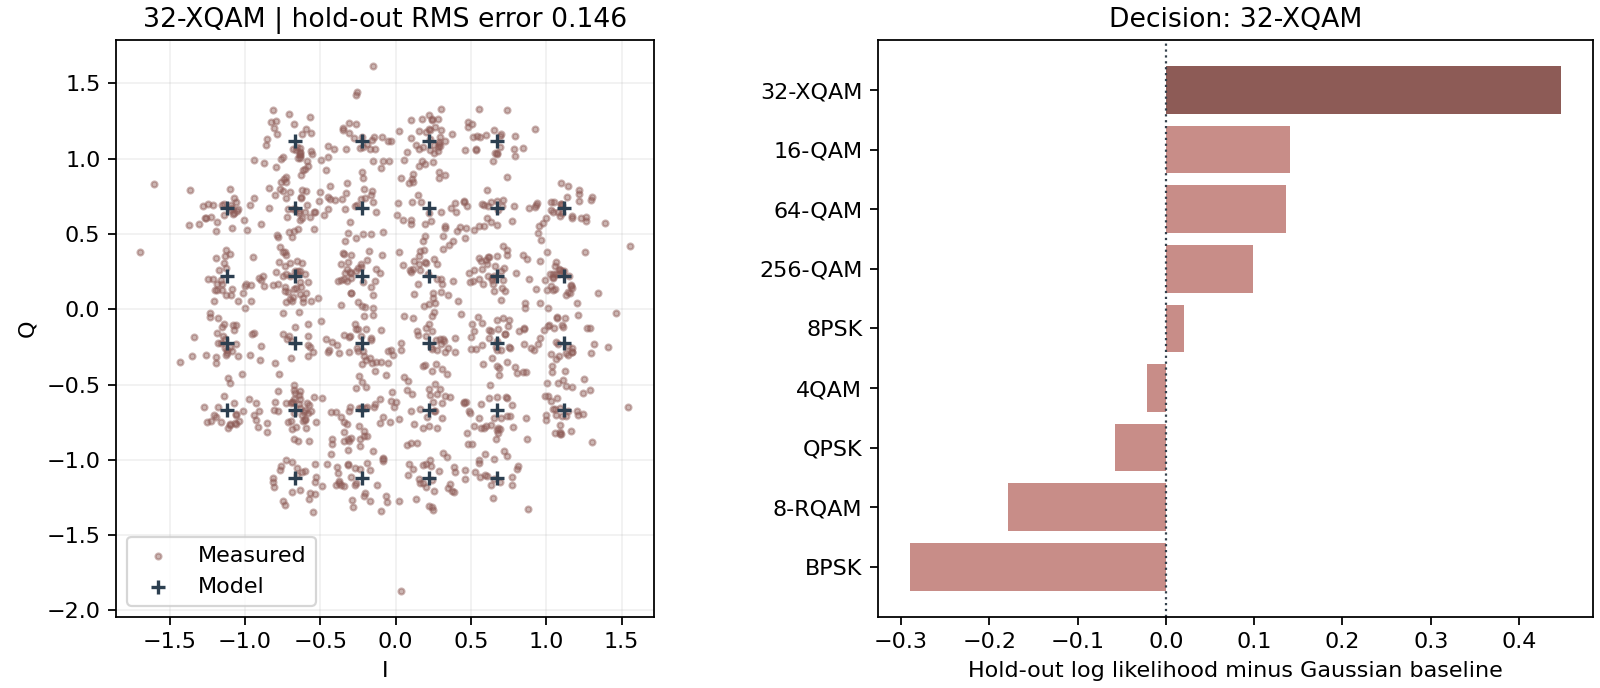 32-XQAM | hold-out RMS error 0.146
1.5
1.0
0.5
0.0
−0.5
−1.0
−1.5
−2.0
Q
Measured
Model
−1.5
−1.0
−0.5
0.0
0.5
1.0
1.5
I
Decision: 32-XQAM
32-XQAM
16-QAM
64-QAM
256-QAM
8PSK
4QAM
QPSK
8-RQAM
BPSK
−0.3
−0.2
−0.1
0.0
0.1
0.2
0.3
0.4
Hold-out log likelihood minus Gaussian baseline